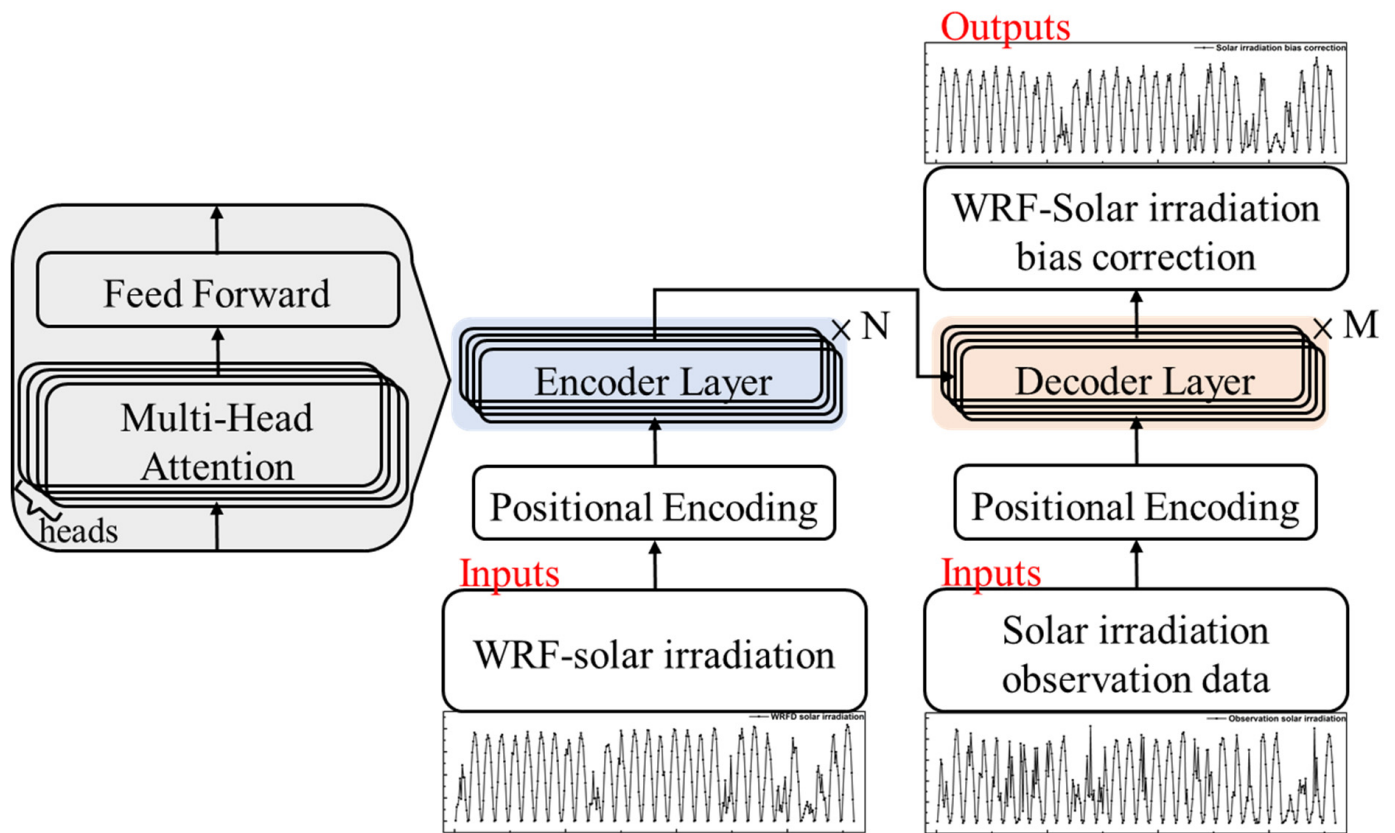 Outputs
Solar irradiation bias correction
WRF-Solar irradiation
bias correction
Feed Forward
Multi-Head
Attention
heads
Encoder Layer
× N
Decoder Layer
× M
Positional Encoding
Positional Encoding
Inputs
WRF-solar irradiation
WRFD solar irradiation
Inputs
Solar irradiation
observation data
Observation solar irradiation